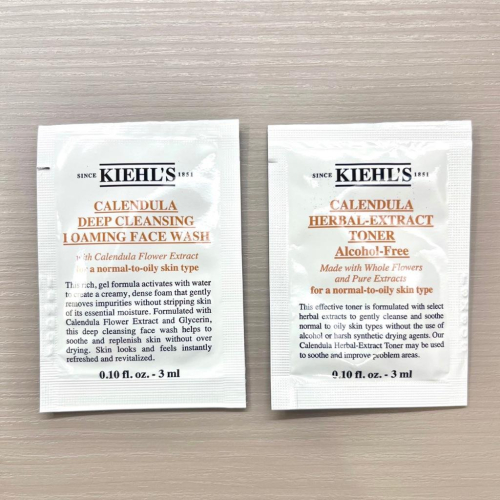 SINCE KIEHL'S 1851
CALENDULA
DEEP CLEANSING
FOAMING FACE WASH
with Calendula Flower Extract
for a normal-to-oily skin type
This rich, gel formula activates with water
to create a creamy, dense foam that gently
removes impurities without stripping skin
of its essential moisture. Formulated with
Calendula Flower Extract and Glycerin,
this deep cleansing face wash helps to
soothe and replenish skin without over
drying. Skin looks and feels instantly
refreshed and revitalized.
0.10 fl. oz. - 3 ml
SINCE KIEHL'S 1851
CALENDULA
HERBAL-EXTRACT
TONER
Alcohol-Free
Made with Whole Flowers
and Pure Extracts
for a normal-to-oily skin type
This effective toner is formulated with select
herbal extracts to gently cleanse and soothe
normal to oily skin types without the use of
alcohol or harsh synthetic drying agents. Our
Calendula Herbal-Extract Toner may be used
to soothe and improve problem areas.
0.10 fl. oz. - 3 ml